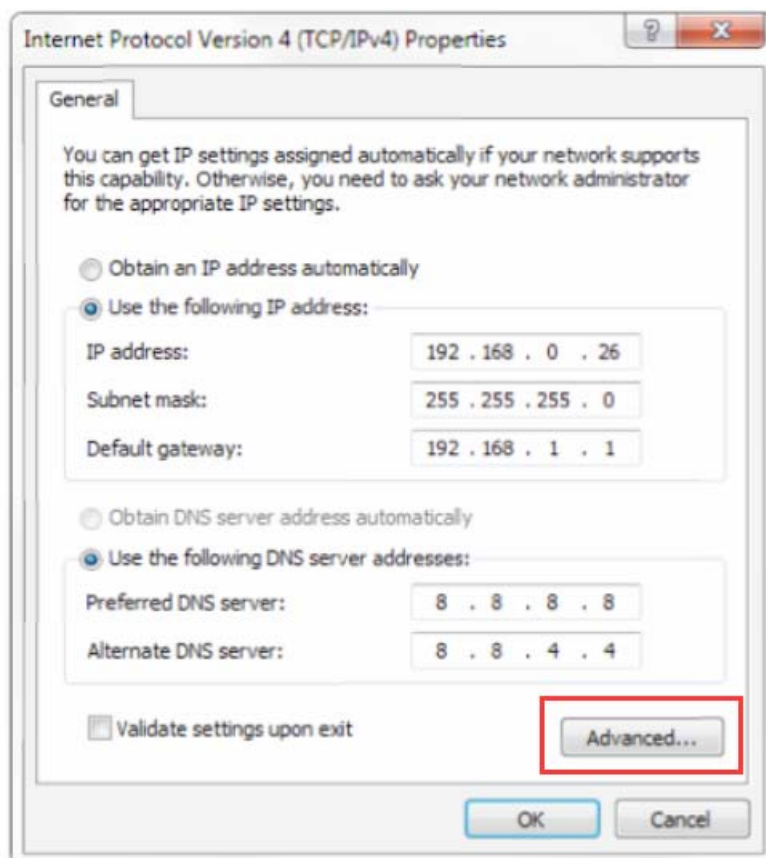 Internet Protocol Version 4 (TCP/IPv4) Properties
?
X
General
You can get IP settings assigned automatically if your network supports
this capability. Otherwise, you need to ask your network administrator
for the appropriate IP settings.
Obtain an IP address automatically
Use the following IP address:
IP address: 192 . 168 . 0 . 26
Subnet mask: 255 . 255 . 255 . 0
Default gateway: 192 . 168 . 1 . 1
Obtain DNS server address automatically
Use the following DNS server addresses:
Preferred DNS server: 8 . 8 . 8 . 8
Alternate DNS server: 8 . 8 . 4 . 4
Validate settings upon exit
Advanced...
OK Cancel